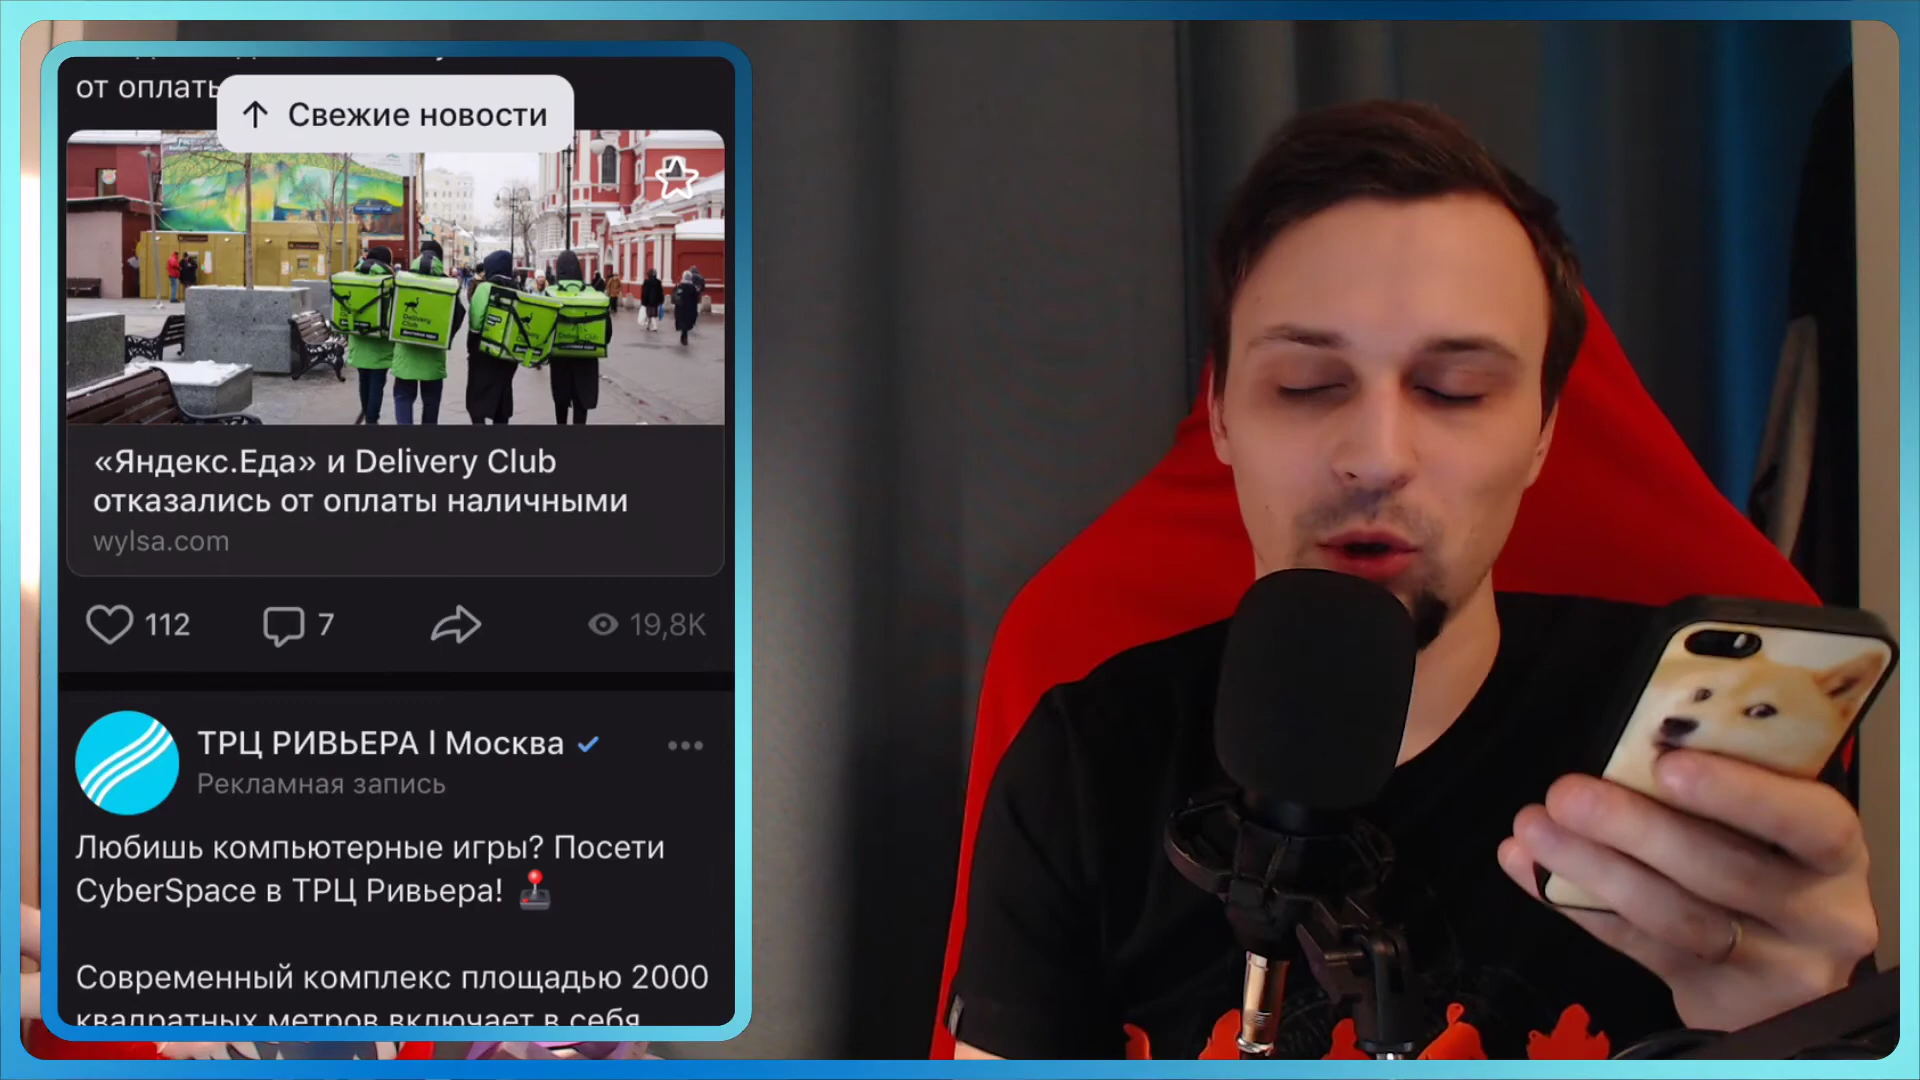 от оплаты
Свежие новости
Delivery
Club
«Яндекс.Еда» и Delivery Club
отказались от оплаты наличными
wylsa.com
112
7
19,8K
ТРЦ РИВЬЕРА | Москва
Рекламная запись
Любишь компьютерные игры? Посети
CyberSpace в ТРЦ Ривьера!
Современный комплекс площадью 2000
квадратных метров включает в себя